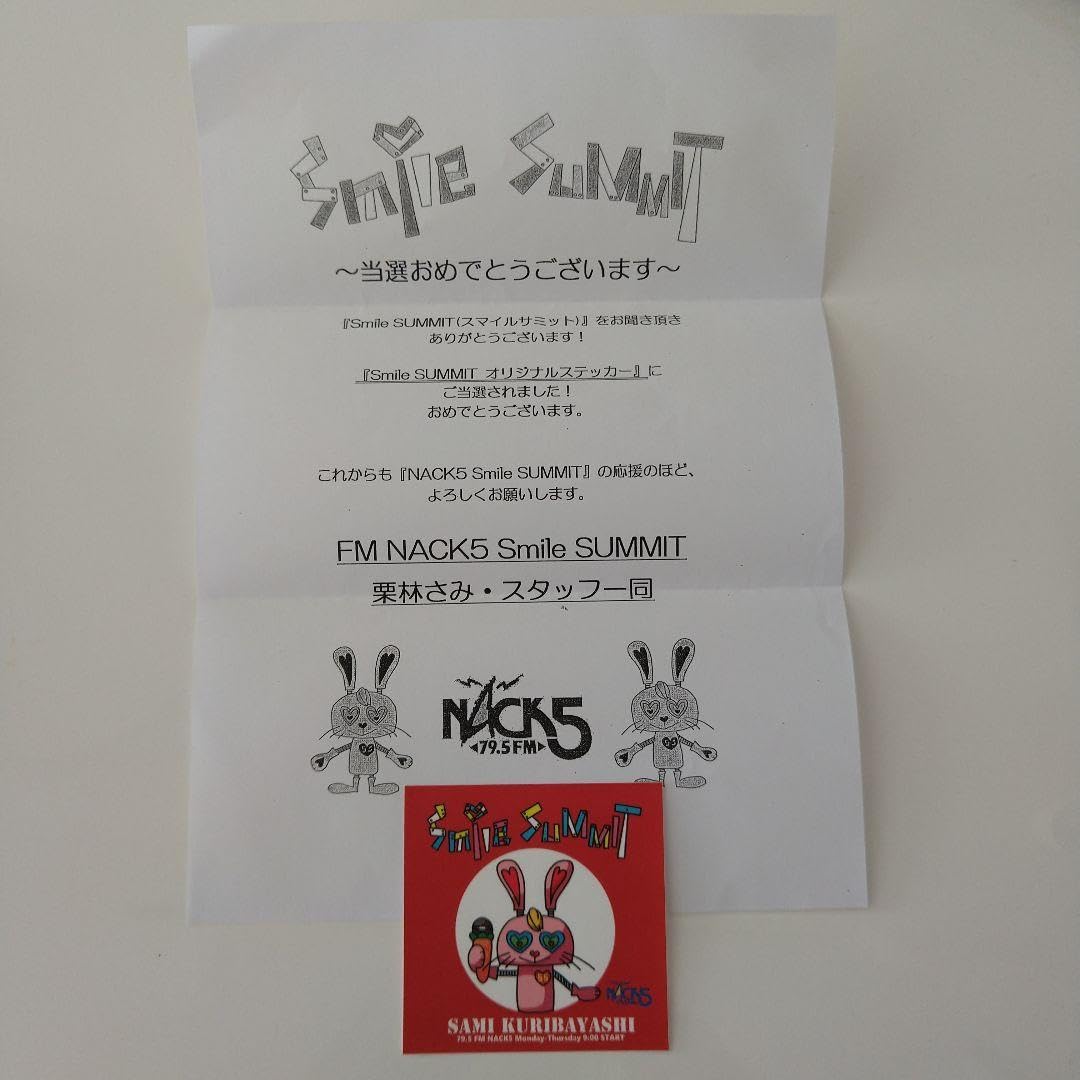 Smile SUMMIT
～当選おめでとうございます～
『Smile SUMMIT(スマイルサミット)』をお聞き頂き
ありがとうございます！
『Smile SUMMIT オリジナルステッカー』に
ご当選されました！
おめでとうございます。
これからも『NACK5 Smile SUMMIT』の応援のほど、
よろしくお願いします。
FM NACK5 Smile SUMMIT
栗林さみ・スタッフ一同
NACK5
79.5 FM
Smile SUMMIT
NACK5
SAMI KURIBAYASHI
79.5 FM NACK5 Monday-Thursday 9:00 START